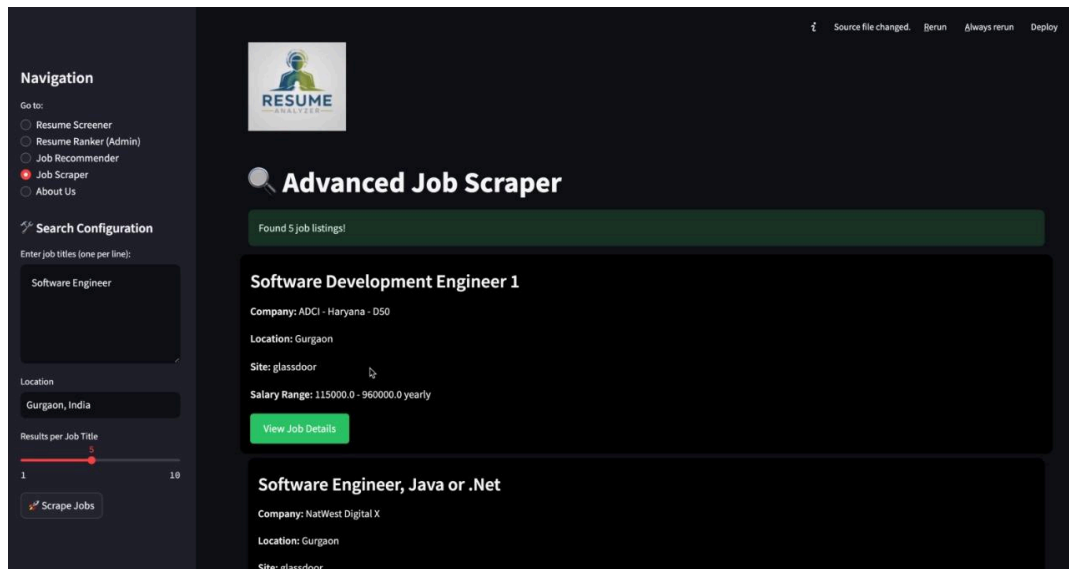 i Source file changed. Rerun Always rerun Deploy
Navigation
Go to:
Resume Screener
Resume Ranker (Admin)
Job Recommender
Job Scraper
About Us
Search Configuration
Enter job titles (one per line):
Software Engineer
Location
Gurgaon, India
Results per Job Title
5
1 10
Scrape Jobs
RESUME
ANALYZER
Advanced Job Scraper
Found 5 job listings!
Software Development Engineer 1
Company: ADCI - Haryana - D50
Location: Gurgaon
Site: glassdoor
Salary Range: 115000.0 - 960000.0 yearly
View Job Details
Software Engineer, Java or .Net
Company: NatWest Digital X
Location: Gurgaon
Site: glassdoor